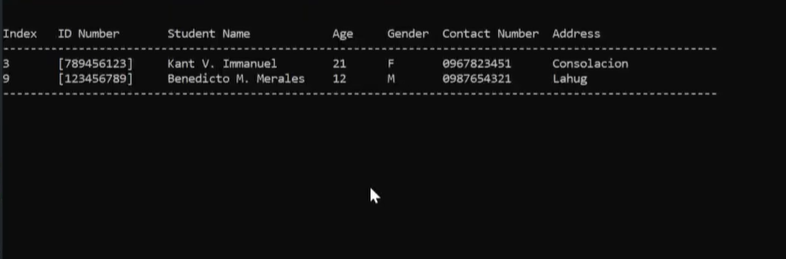 Index ID Number Student Name Age Gender Contact Number Address
3 [789456123] Kant V. Immanuel 21 F 0967823451 Consolacion
9 [123456789] Benedicto M. Merales 12 M 0987654321 Lahug